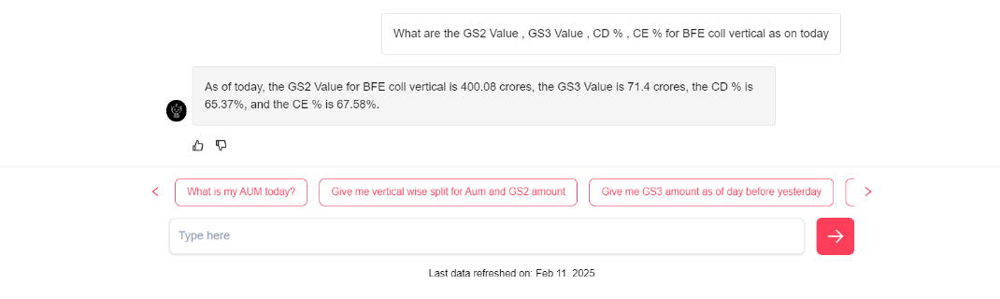 What are the GS2 Value , GS3 Value , CD % , CE % for BFE coll vertical as on today
As of today, the GS2 Value for BFE coll vertical is 400.08 crores, the GS3 Value is 71.4 crores, the CD % is
65.37%, and the CE % is 67.58%.
What is my AUM today?
Give me vertical wise split for Aum and GS2 amount
Give me GS3 amount as of day before yesterday
Type here
Last data refreshed on: Feb 11, 2025